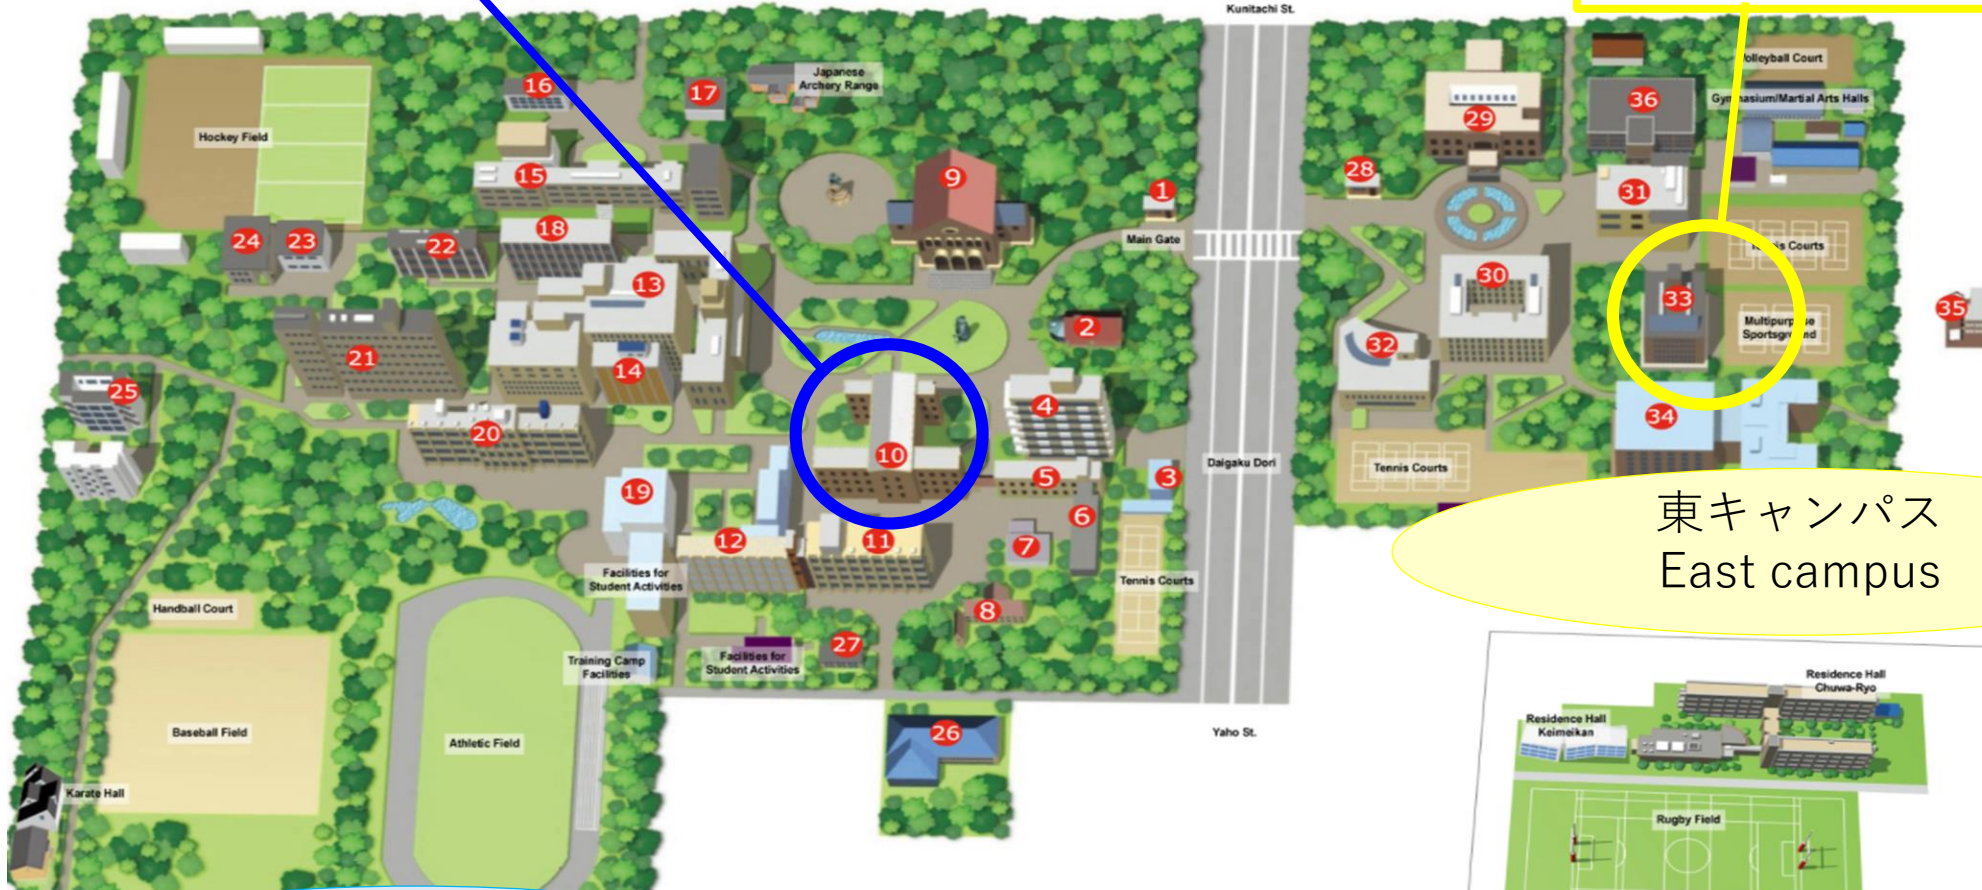 Kunitachi St.
Japanese
Archery Range
Volleyball Court
Gymnasium/Martial Arts Halls
Hockey Field
Main Gate
Tennis Courts
Multipurpose
Sportsground
Daigaku Dori
Tennis Courts
東キャンパス
East campus
Facilities for
Student Activities
Tennis Courts
Handball Court
Training Camp
Facilities
Facilities for
Student Activities
Residence Hall
Chuwa-Ryo
Residence Hall
Keimeikan
Baseball Field
Athletic Field
Yaho St.
Karate Hall
Rugby Field
1
2
3
4
5
6
7
8
9
10
11
12
13
14
15
16
17
18
19
20
21
22
23
24
25
26
27
28
29
30
31
32
33
34
35
36